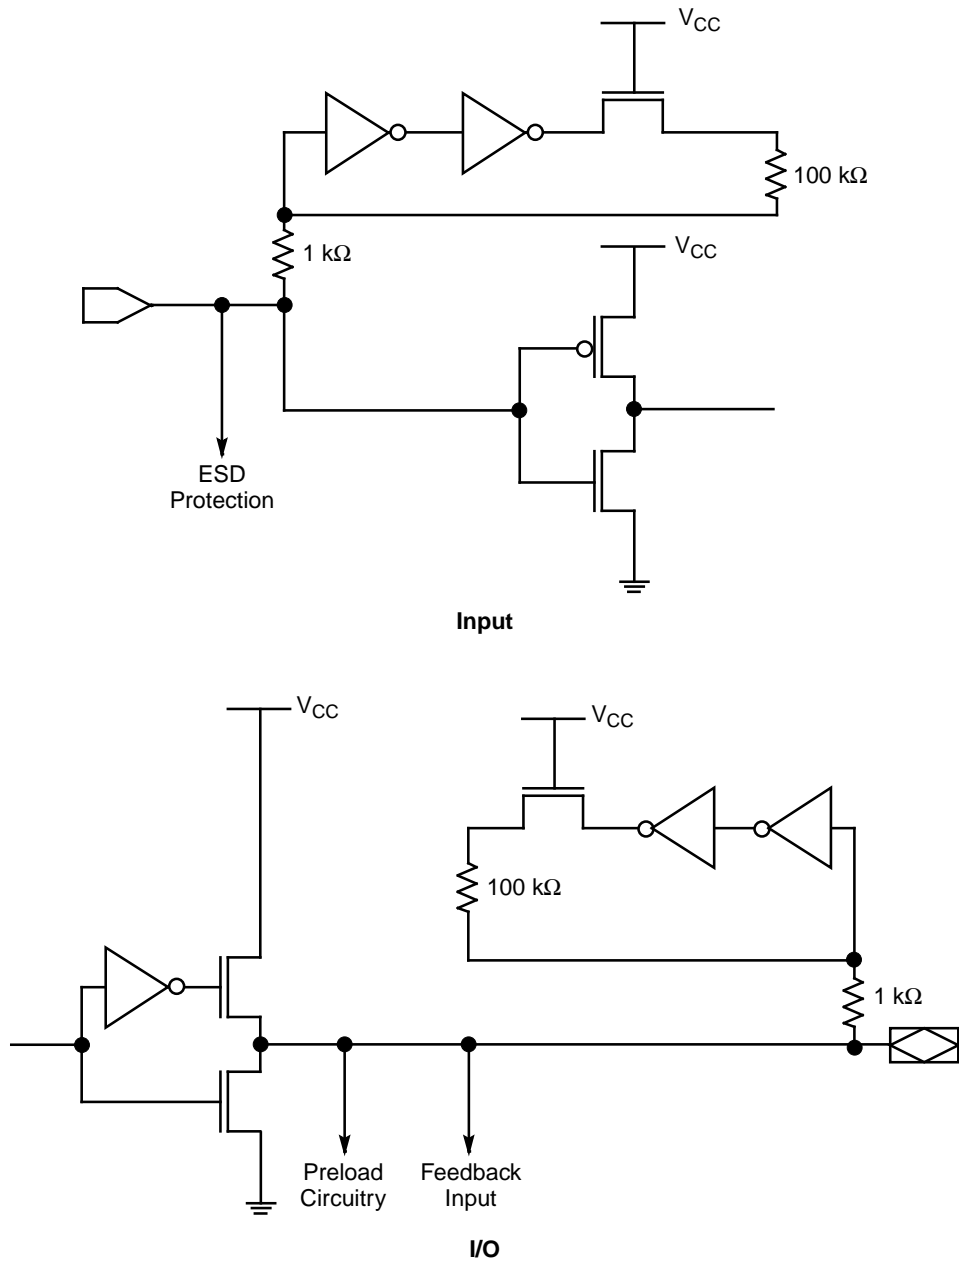 VCC
100 kΩ
1 kΩ
VCC
ESD
Protection
Input
VCC
VCC
100 kΩ
1 kΩ
Preload
Circuitry
Feedback
Input
I/O